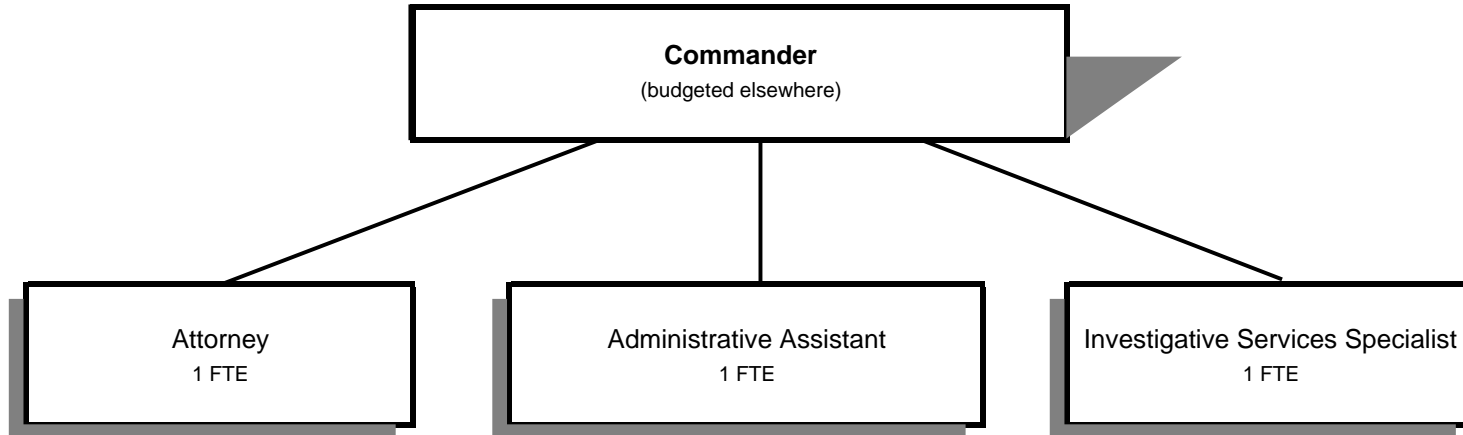 Commander
(budgeted elsewhere)
Attorney
1 FTE
Administrative Assistant
1 FTE
Investigative Services Specialist
1 FTE